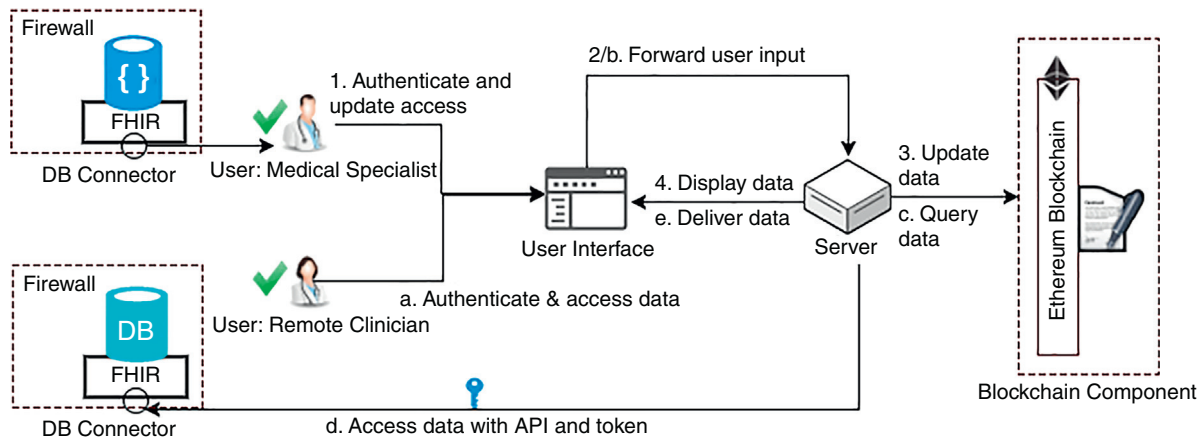 Firewall
{ }
FHIR
DB Connector
1. Authenticate and
update access
User: Medical Specialist
2/b. Forward user input
User Interface
4. Display data
e. Deliver data
Server
3. Update
data
c. Query
data
Ethereum Blockchain
Blockchain Component
Firewall
DB
FHIR
DB Connector
User: Remote Clinician
a. Authenticate & access data
d. Access data with API and token